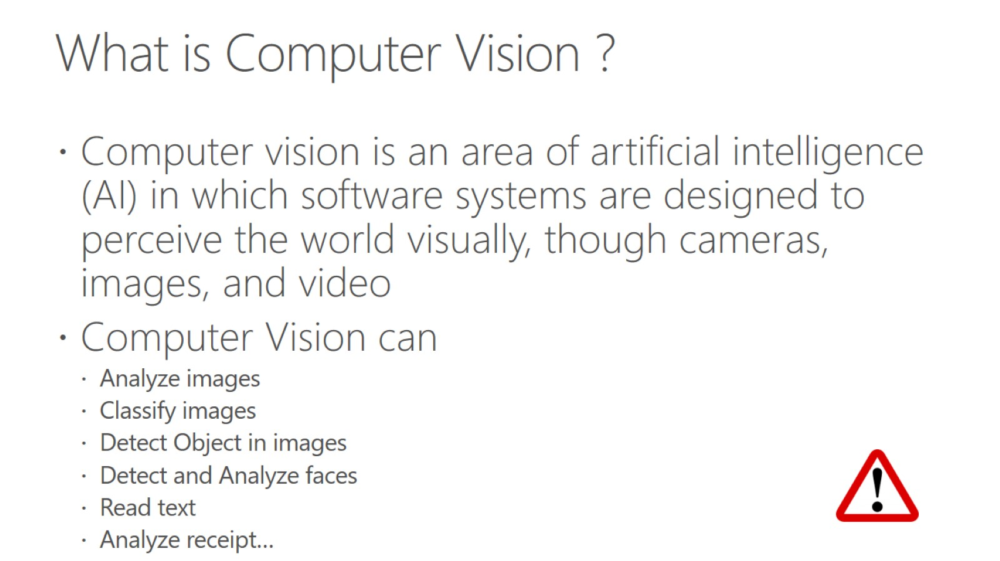 What is Computer Vision ?
· Computer vision is an area of artificial intelligence
(AI) in which software systems are designed to
perceive the world visually, though cameras,
images, and video
· Computer Vision can
· Analyze images
· Classify images
· Detect Object in images
· Detect and Analyze faces
· Read text
· Analyze receipt...